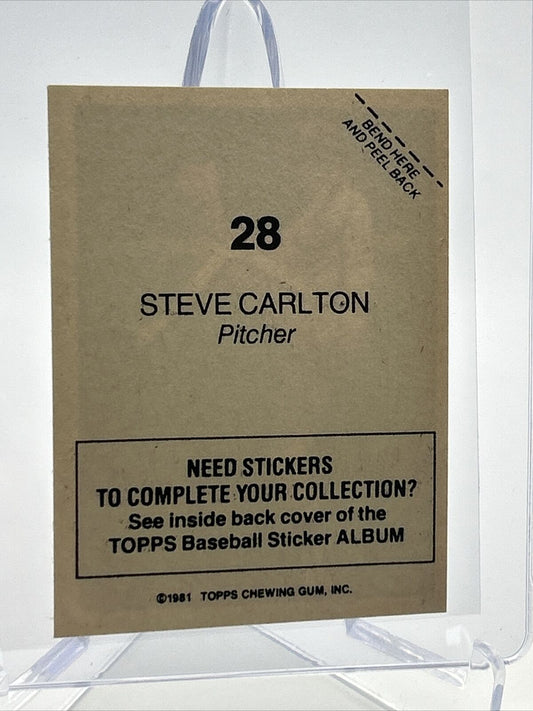 BEND HERE
AND PEEL BACK
28
STEVE CARLTON
Pitcher
NEED STICKERS
TO COMPLETE YOUR COLLECTION?
See inside back cover of the
TOPPS Baseball Sticker ALBUM
©1981 TOPPS CHEWING GUM, INC.